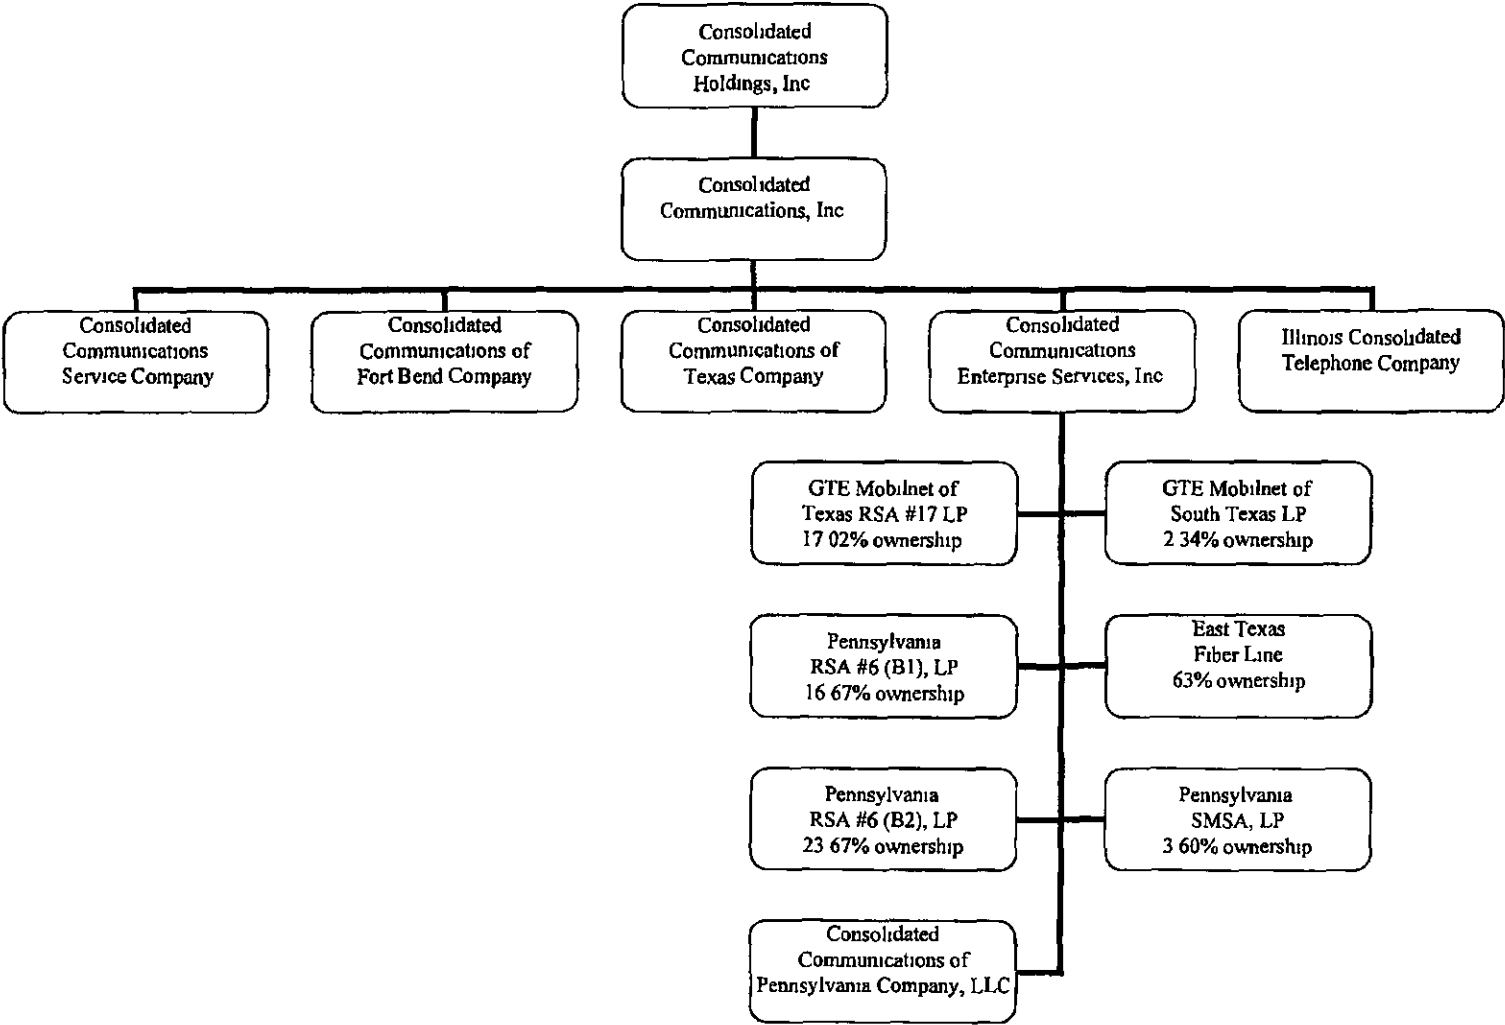 Consolidated
Communications
Holdings, Inc
Consolidated
Communications, Inc
Consolidated
Communications
Service Company
Consolidated
Communications of
Fort Bend Company
Consolidated
Communications of
Texas Company
Consolidated
Communications
Enterprise Services, Inc
Illinois Consolidated
Telephone Company
GTE Mobilnet of
Texas RSA #17 LP
17 02% ownership
GTE Mobilnet of
South Texas LP
2 34% ownership
Pennsylvania
RSA #6 (B1), LP
16 67% ownership
East Texas
Fiber Line
63% ownership
Pennsylvania
RSA #6 (B2), LP
23 67% ownership
Pennsylvania
SMSA, LP
3 60% ownership
Consolidated
Communications of
Pennsylvania Company, LLC